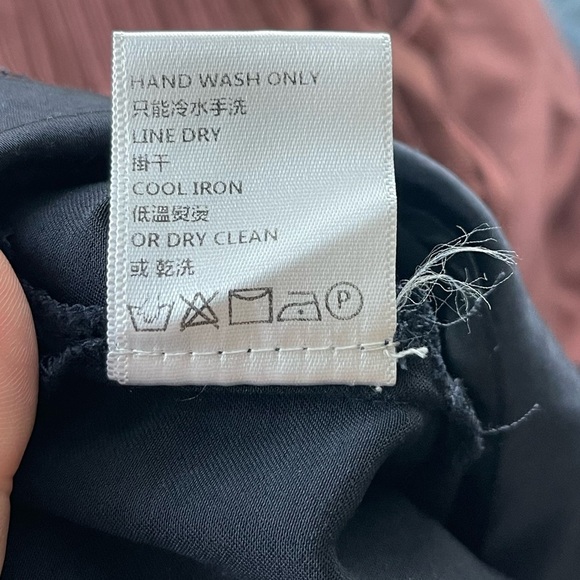 HAND WASH ONLY
只能冷水手洗
LINE DRY
掛干
COOL IRON
低溫熨燙
OR DRY CLEAN
或 乾洗
P